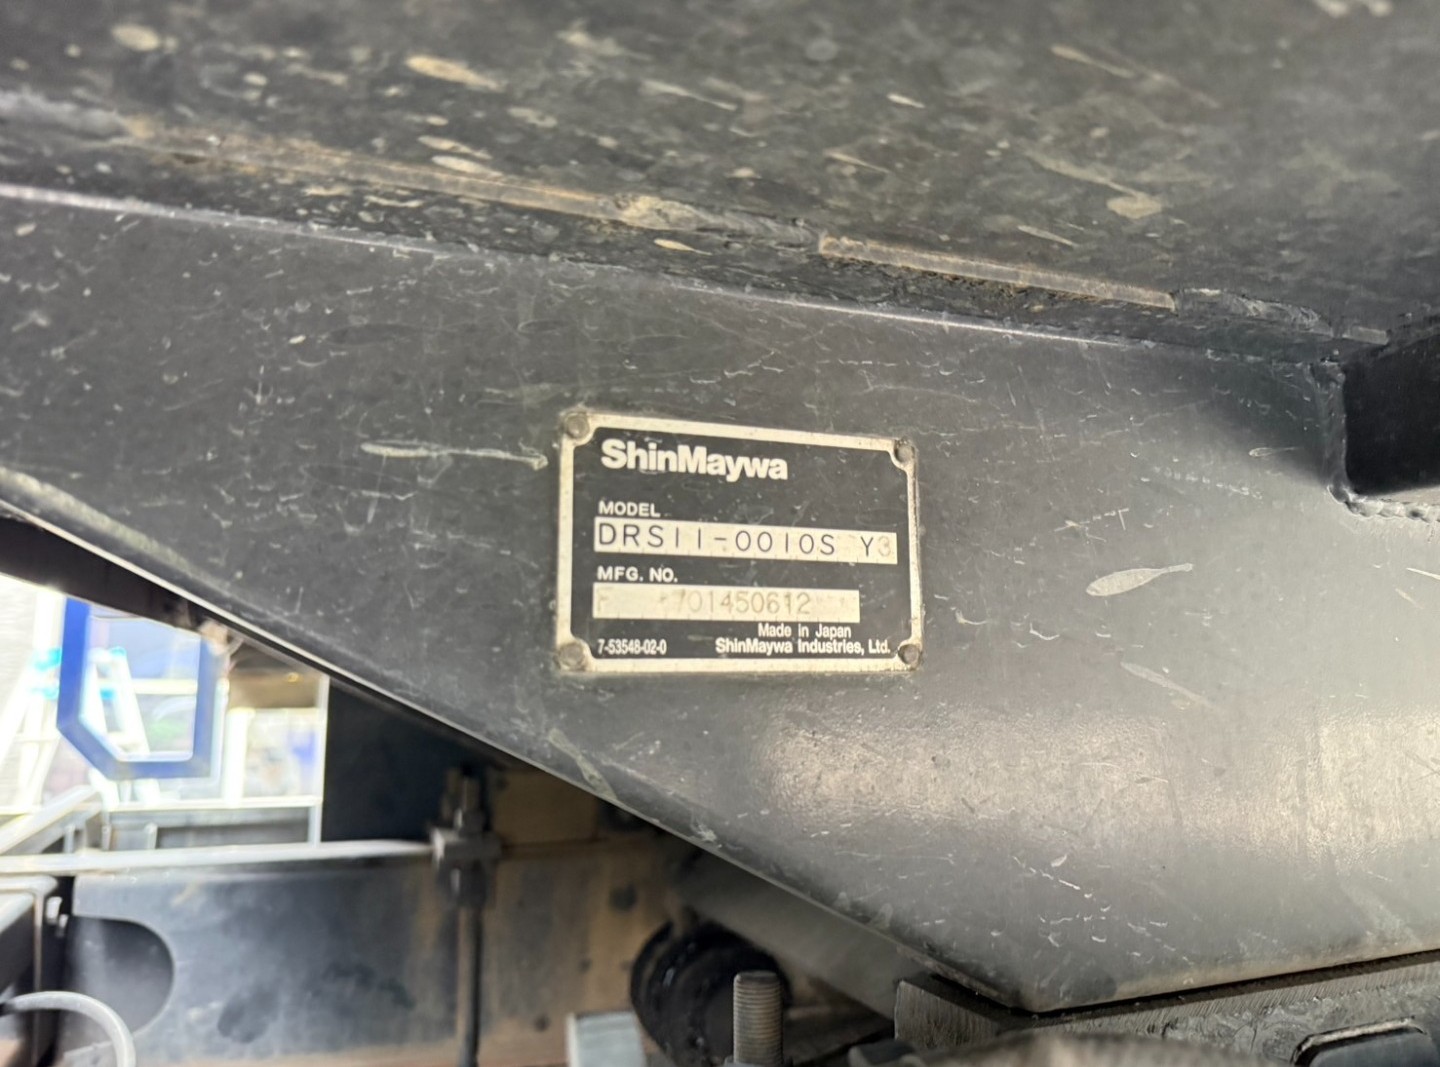 ShinMaywa
MODEL
DRS11-0010S Y3
MFG. NO.
F *701450612*
Made in Japan
7-53548-02-0 ShinMaywa Industries, Ltd.